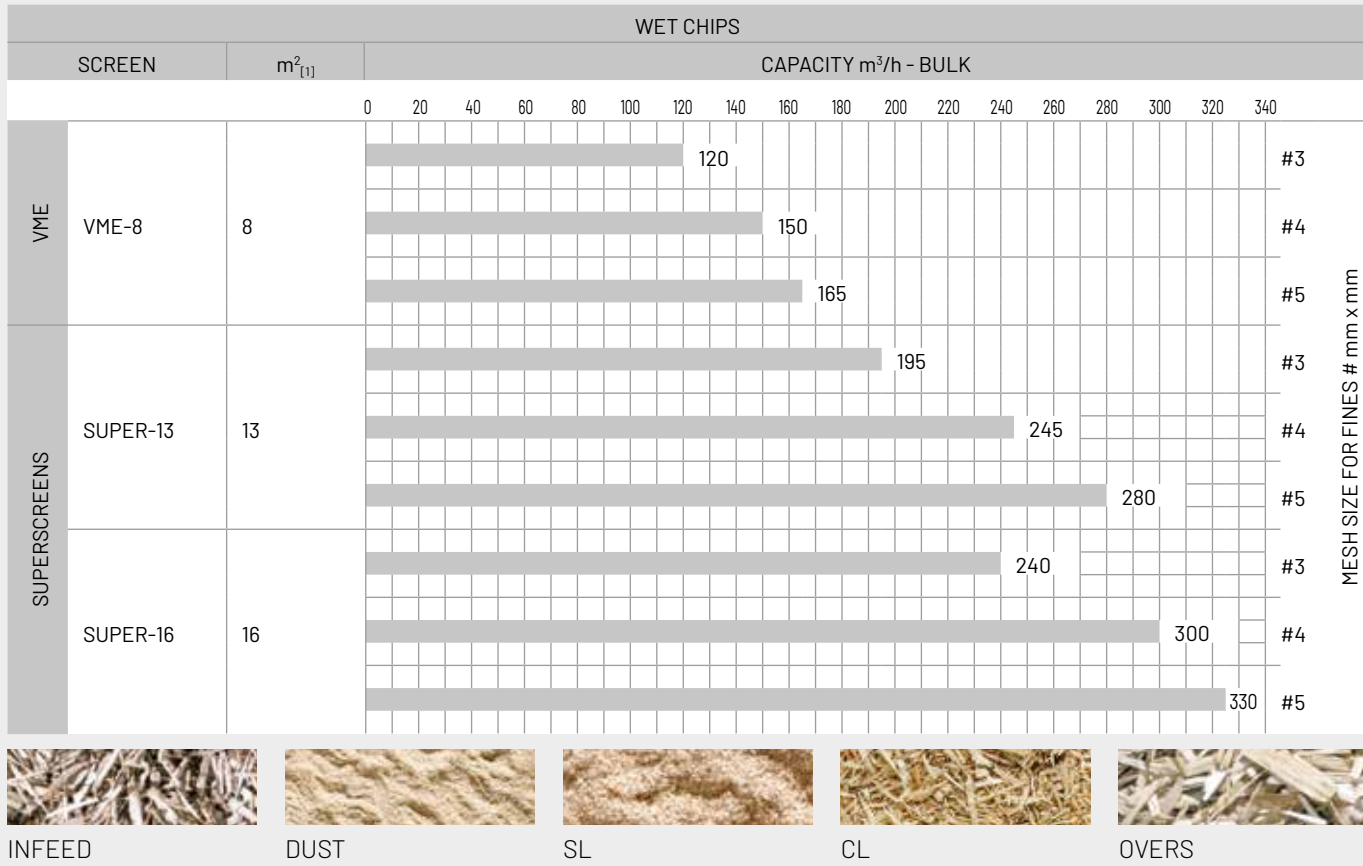 WET CHIPS
SCREEN m²[1] CAPACITY m³/h - BULK
0 20 40 60 80 100 120 140 160 180 200 220 240 260 280 300 320 340
VME
VME-8 8
120 #3
150 #4
165 #5
SUPERSCREENS
SUPER-13 13
195 #3
245 #4
280 #5
SUPER-16 16
240 #3
300 #4
330 #5
MESH SIZE FOR FINES # mm x mm
INFEED DUST SL CL OVERS